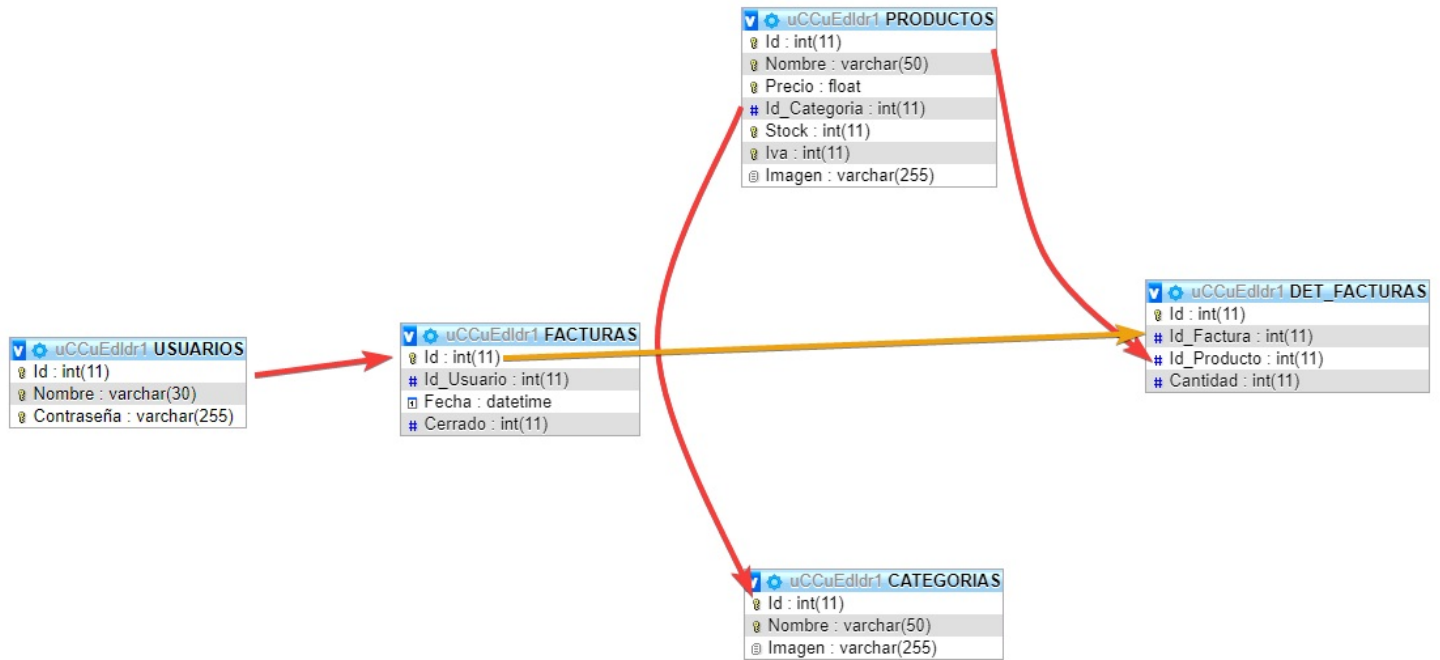 uCCuEdldr1 PRODUCTOS
Id : int(11)
Nombre : varchar(50)
Precio : float
# Id_Categoria : int(11)
Stock : int(11)
Iva : int(11)
Imagen : varchar(255)
uCCuEdldr1 DET_FACTURAS
Id : int(11)
# Id_Factura : int(11)
# Id_Producto : int(11)
# Cantidad : int(11)
uCCuEdldr1 FACTURAS
Id : int(11)
# Id_Usuario : int(11)
Fecha : datetime
# Cerrado : int(11)
uCCuEdldr1 USUARIOS
Id : int(11)
Nombre : varchar(30)
Contraseña : varchar(255)
uCCuEdldr1 CATEGORIAS
Id : int(11)
Nombre : varchar(50)
Imagen : varchar(255)